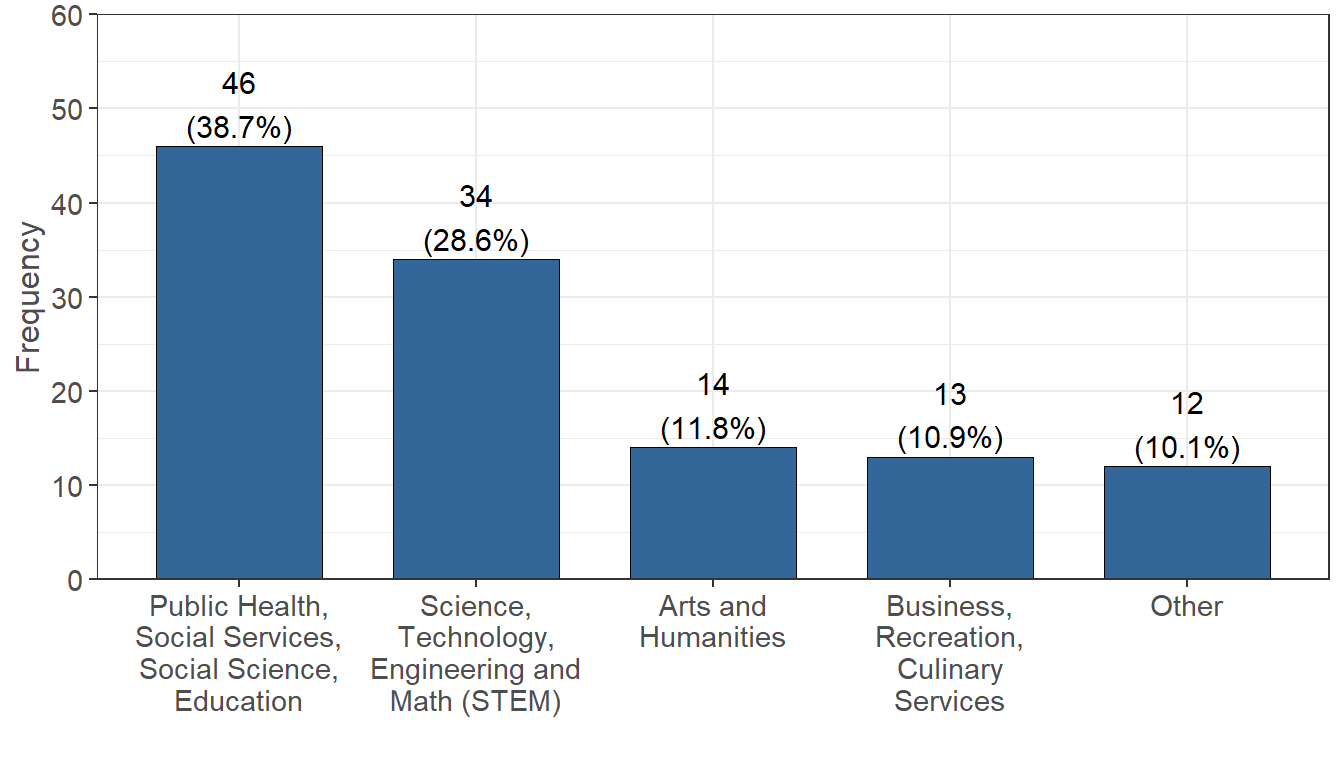 60
50
40
30
20
10
0
Frequency
46
(38.7%)
34
(28.6%)
14
(11.8%)
13
(10.9%)
12
(10.1%)
Public Health,
Social Services,
Social Science,
Education
Science,
Technology,
Engineering and
Math (STEM)
Arts and
Humanities
Business,
Recreation,
Culinary
Services
Other